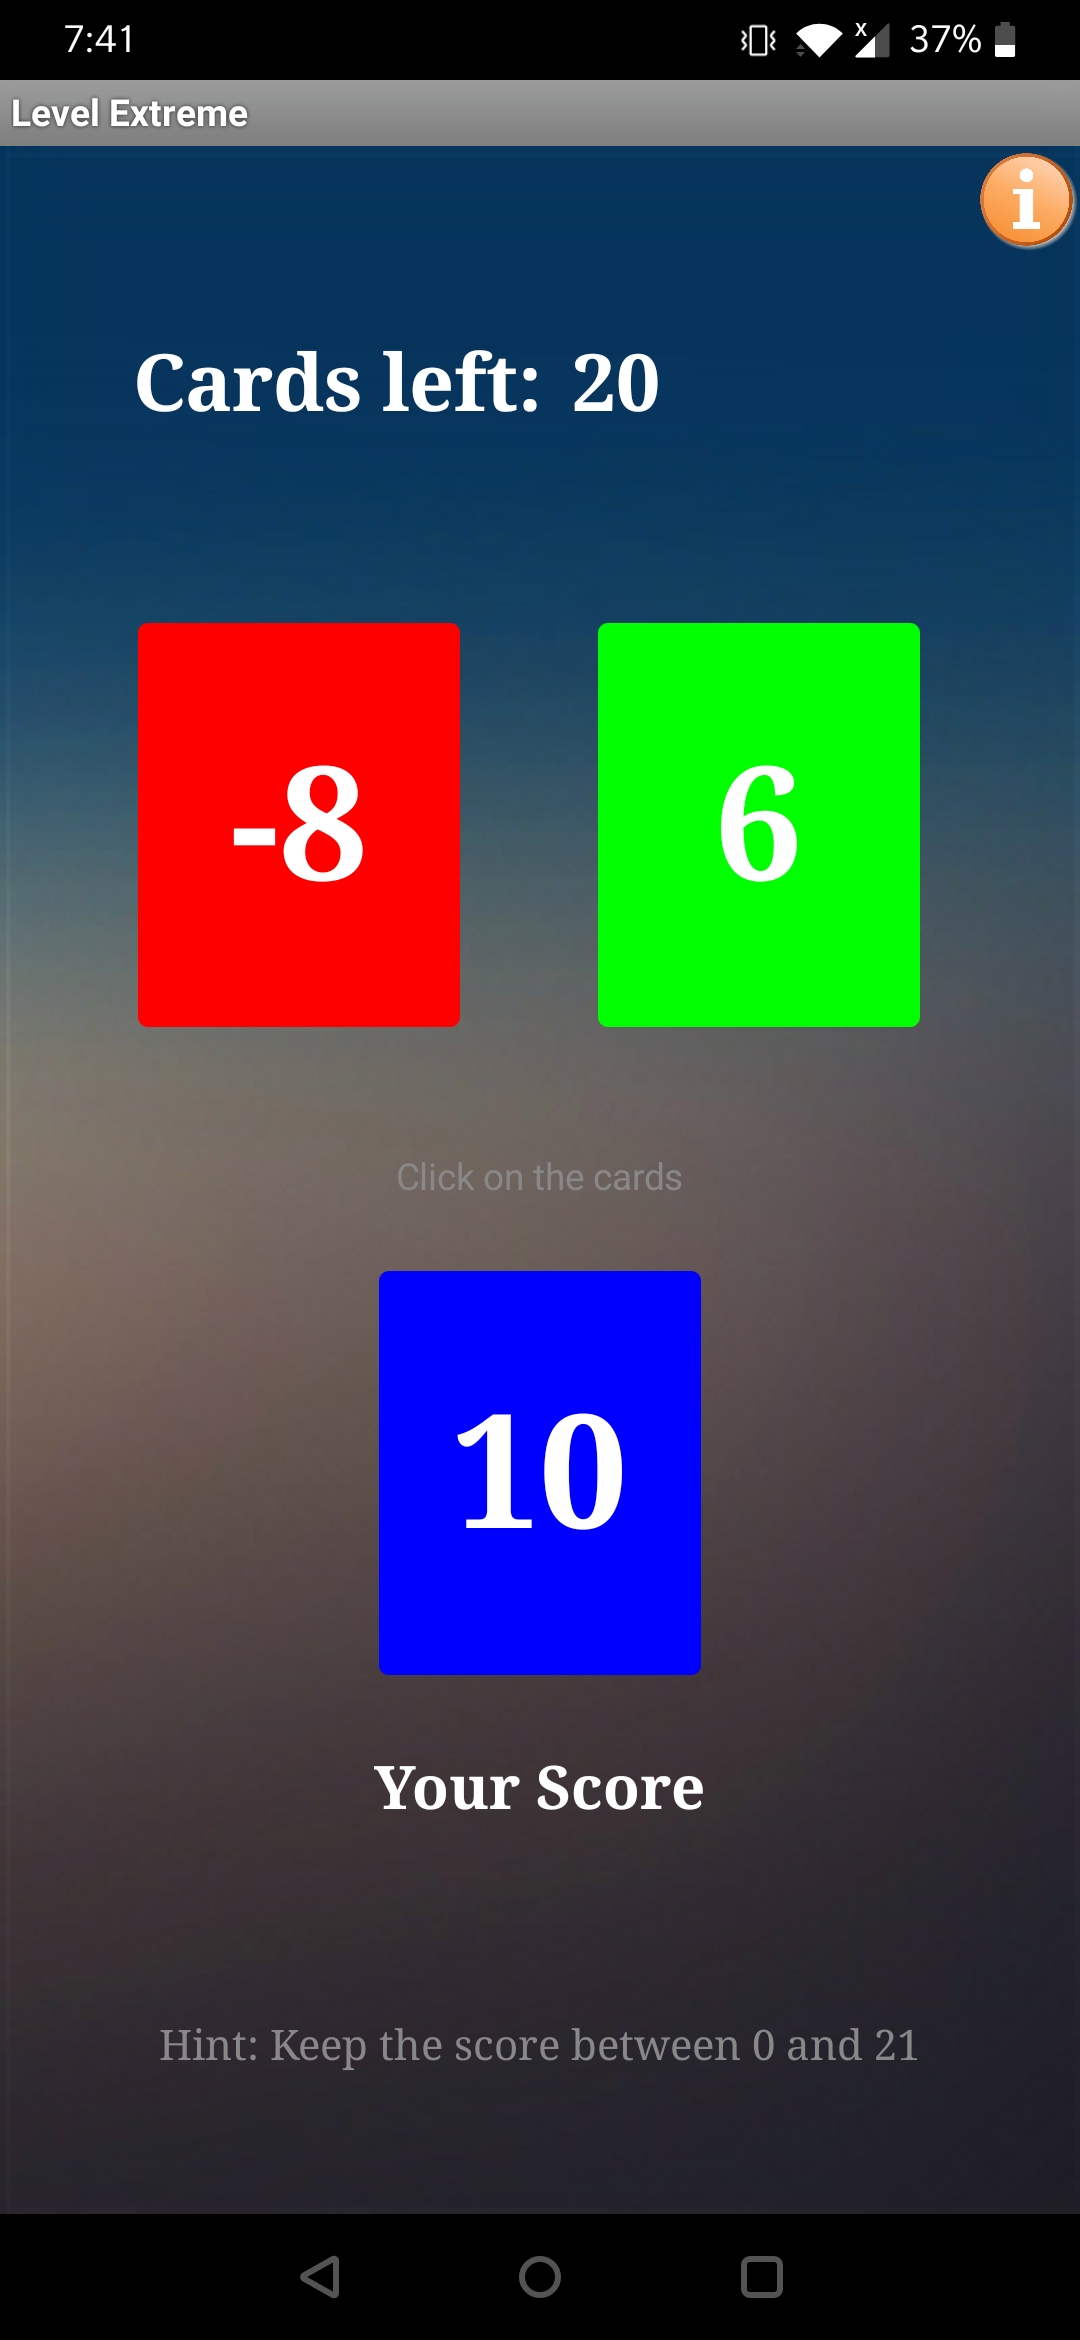 7:41
37%
Level Extreme
i
Cards left: 20
-8
6
Click on the cards
10
Your Score
Hint: Keep the score between 0 and 21